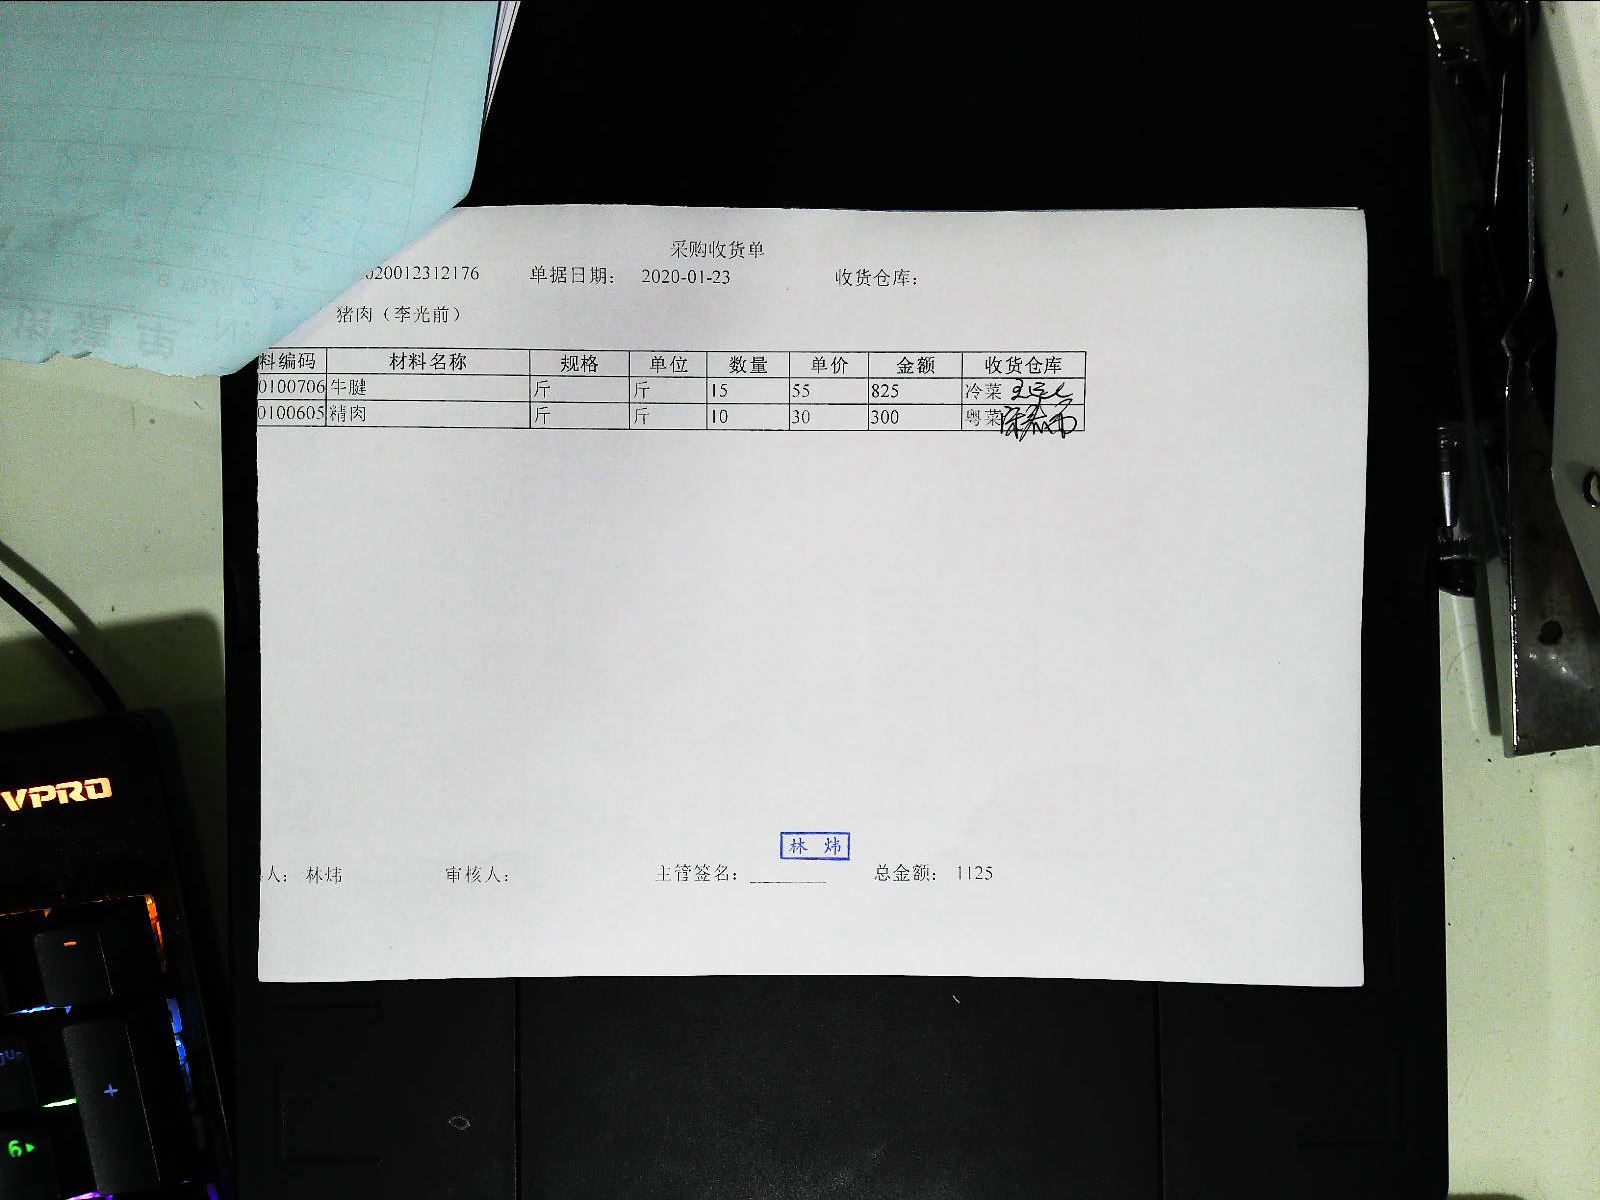 采购收货单
020012312176 单据日期: 2020-01-23 收货仓库:
猪肉（李光前）
料编码 材料名称 规格 单位 数量 单价 金额 收货仓库
0100706 牛腱 斤 斤 15 55 825 冷菜
0100605 精肉 斤 斤 10 30 300 粤菜
林 炜
人: 林炜 审核人: 主管签名: 总金额: 1125
VPRO
+
6